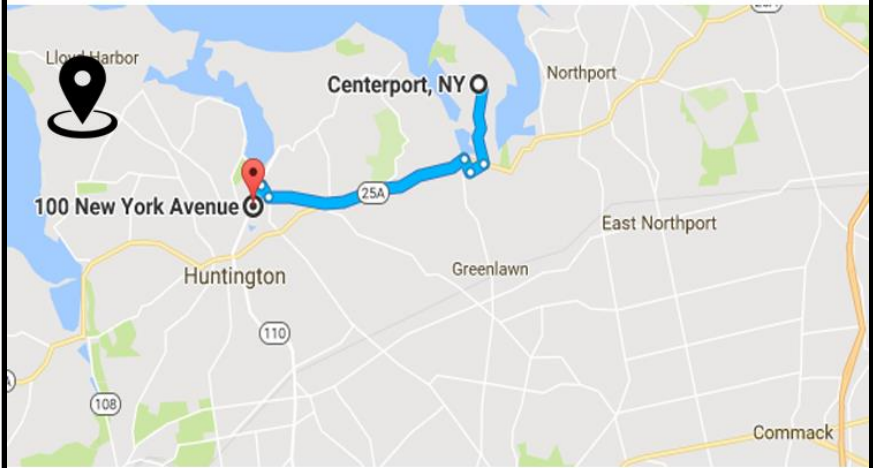 Lloyd Harbor
Centerport, NY
Northport
25A
100 New York Avenue
East Northport
Huntington
Greenlawn
110
108
Commack